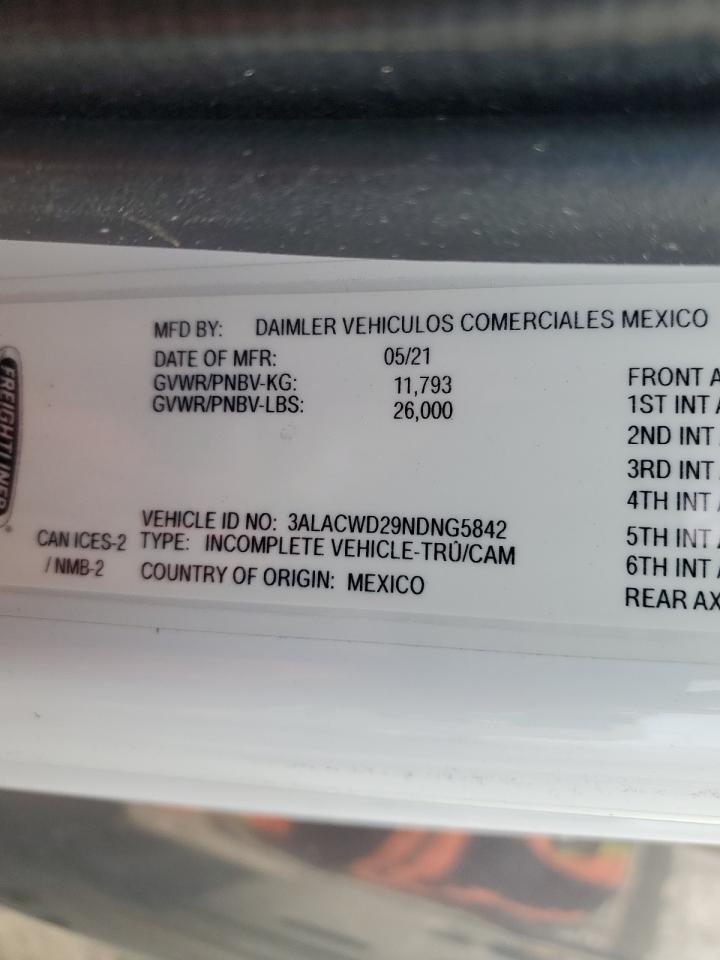 MFD BY: DAIMLER VEHICULOS COMERCIALES MEXICO
DATE OF MFR: 05/21
GVWR/PNBV-KG: 11,793
GVWR/PNBV-LBS: 26,000
FREIGHTLINER
VEHICLE ID NO: 3ALACWD29NDNG5842
CAN ICES-2 TYPE: INCOMPLETE VEHICLE-TRÛ/CAM
/ NMB-2 COUNTRY OF ORIGIN: MEXICO
FRONT A
1ST INT
2ND INT
3RD INT
4TH INT
5TH INT
6TH INT
REAR AX